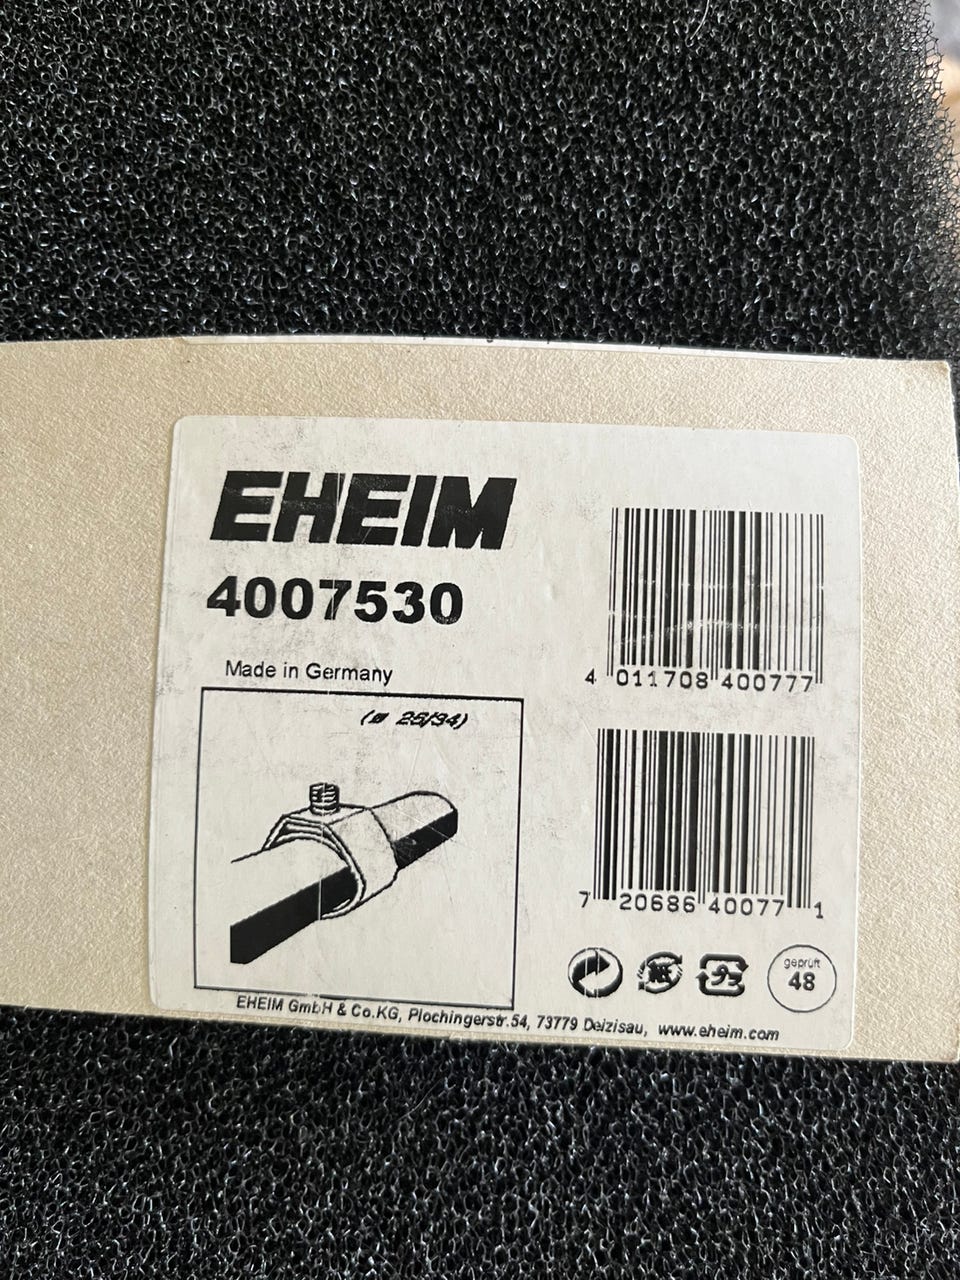 EHEIM
4007530
Made in Germany
(ø 25/34)
4 011708 400777
7 20686 40077 1
geprüft
48
EHEIM GmbH & Co.KG, Plochingerstr.54, 73779 Deizisau, www.eheim.com